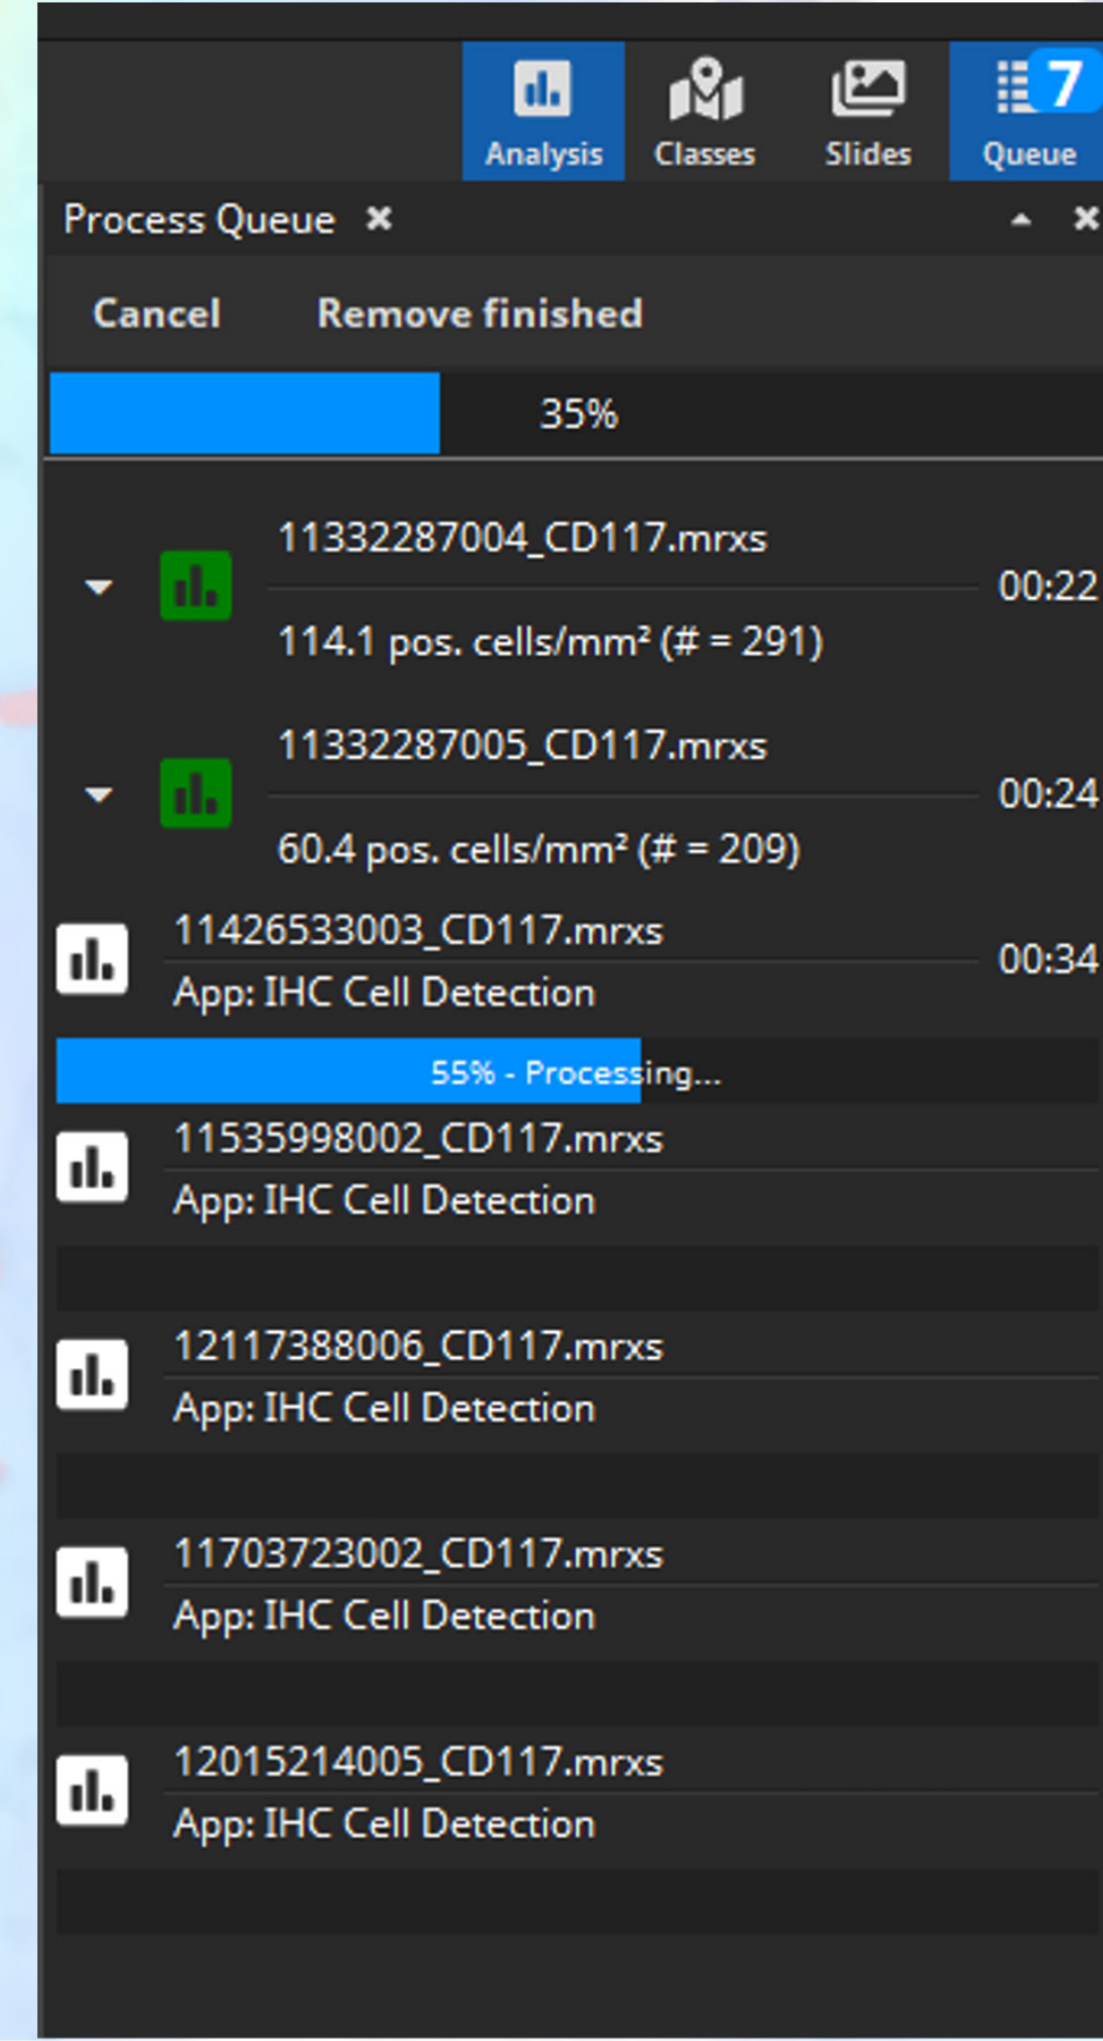 7
Analysis Classes Slides Queue
Process Queue
Cancel Remove finished
35%
11332287004_CD117.mrxs
00:22
114.1 pos. cells/mm² (# = 291)
11332287005_CD117.mrxs
00:24
60.4 pos. cells/mm² (# = 209)
11426533003_CD117.mrxs
00:34
App: IHC Cell Detection
55% - Processing...
11535998002_CD117.mrxs
App: IHC Cell Detection
12117388006_CD117.mrxs
App: IHC Cell Detection
11703723002_CD117.mrxs
App: IHC Cell Detection
12015214005_CD117.mrxs
App: IHC Cell Detection